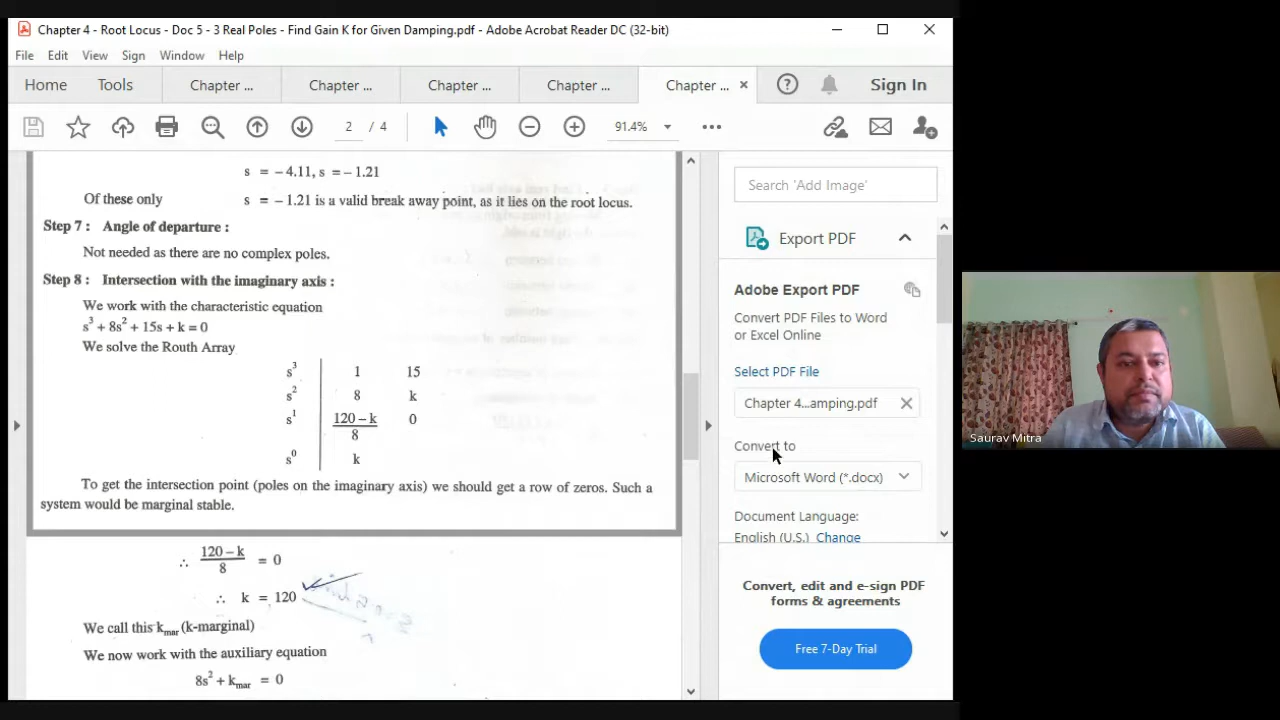 Chapter 4 - Root Locus - Doc 5 - 3 Real Poles - Find Gain K for Given Damping.pdf - Adobe Acrobat Reader DC (32-bit)
File Edit View Sign Window Help
Home Tools Chapter ... Chapter ... Chapter ... Chapter ... Chapter ... × ? Sign In
2 / 4 91.4%
s = – 4.11, s = – 1.21
Of these only s = – 1.21 is a valid break away point, as it lies on the root locus.
Step 7 : Angle of departure :
Not needed as there are no complex poles.
Step 8 : Intersection with the imaginary axis :
We work with the characteristic equation
s³ + 8s² + 15s + k = 0
We solve the Routh Array
s³ 1 15
s² 8 k
s¹ (120 – k)/8 0
s⁰ k
To get the intersection point (poles on the imaginary axis) we should get a row of zeros. Such a
system would be marginal stable.
∴ (120 – k)/8 = 0
∴ k = 120
We call this kmar (k-marginal)
We now work with the auxiliary equation
8s² + kmar = 0
Search 'Add Image'
Export PDF
Adobe Export PDF
Convert PDF Files to Word
or Excel Online
Select PDF File
Chapter 4...amping.pdf
Convert to
Microsoft Word (*.docx)
Document Language:
English (U.S.) Change
Convert, edit and e-sign PDF
forms & agreements
Free 7-Day Trial
Saurav Mitra